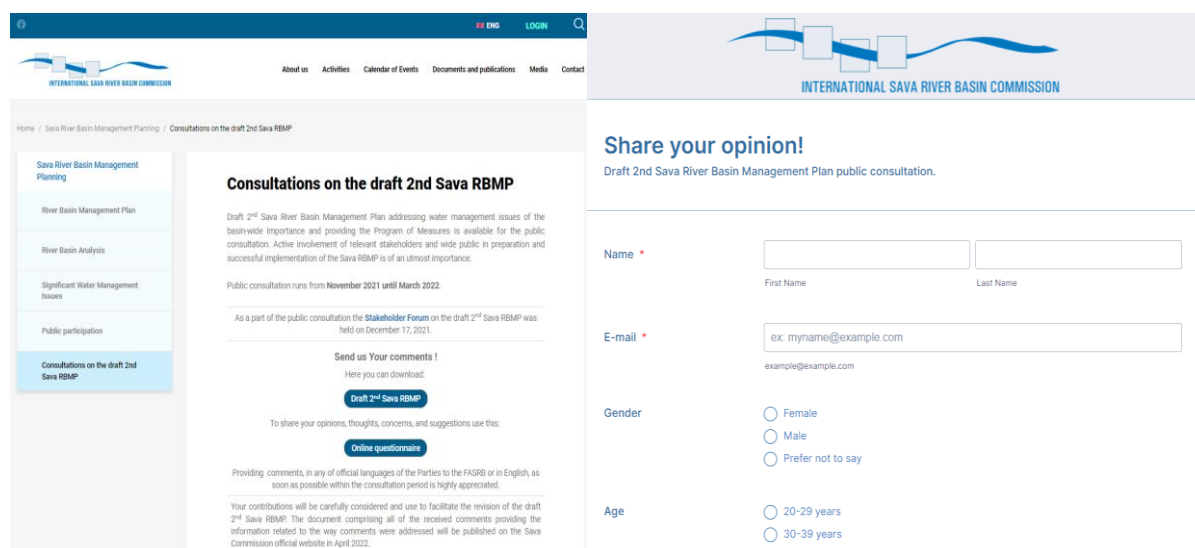 ENG LOGIN
INTERNATIONAL SAVA RIVER BASIN COMMISSION
About us Activities Calendar of Events Documents and publications Media Contact
Home / Sava River Basin Management Planning / Consultations on the draft 2nd Sava RBMP
Sava River Basin Management
Planning
River Basin Management Plan
River Basin Analysis
Significant Water Management
Issues
Public participation
Consultations on the draft 2nd
Sava RBMP
Consultations on the draft 2nd Sava RBMP
Draft 2nd Sava River Basin Management Plan addressing water management issues of the
basin-wide importance and providing the Program of Measures is available for the public
consultation. Active involvement of relevant stakeholders and wide public in preparation and
successful implementation of the Sava RBMP is of an utmost importance.
Public consultation runs from November 2021 until March 2022.
As a part of the public consultation the Stakeholder Forum on the draft 2nd Sava RBMP was
held on December 17, 2021.
Send us Your comments !
Here you can download:
Draft 2nd Sava RBMP
To share your opinions, thoughts, concerns, and suggestions use this:
Online questionnaire
Providing comments, in any of official languages of the Parties to the FASRB or in English, as
soon as possible within the consultation period is highly appreciated.
Your contributions will be carefully considered and use to facilitate the revision of the draft
2nd Sava RBMP. The document comprising all of the received comments providing the
information related to the way comments were addressed will be published on the Sava
Commission official website in April 2022.
INTERNATIONAL SAVA RIVER BASIN COMMISSION
Share your opinion!
Draft 2nd Sava River Basin Management Plan public consultation.
Name *
First Name Last Name
E-mail *
ex: myname@example.com
example@example.com
Gender
Female
Male
Prefer not to say
Age
20-29 years
30-39 years